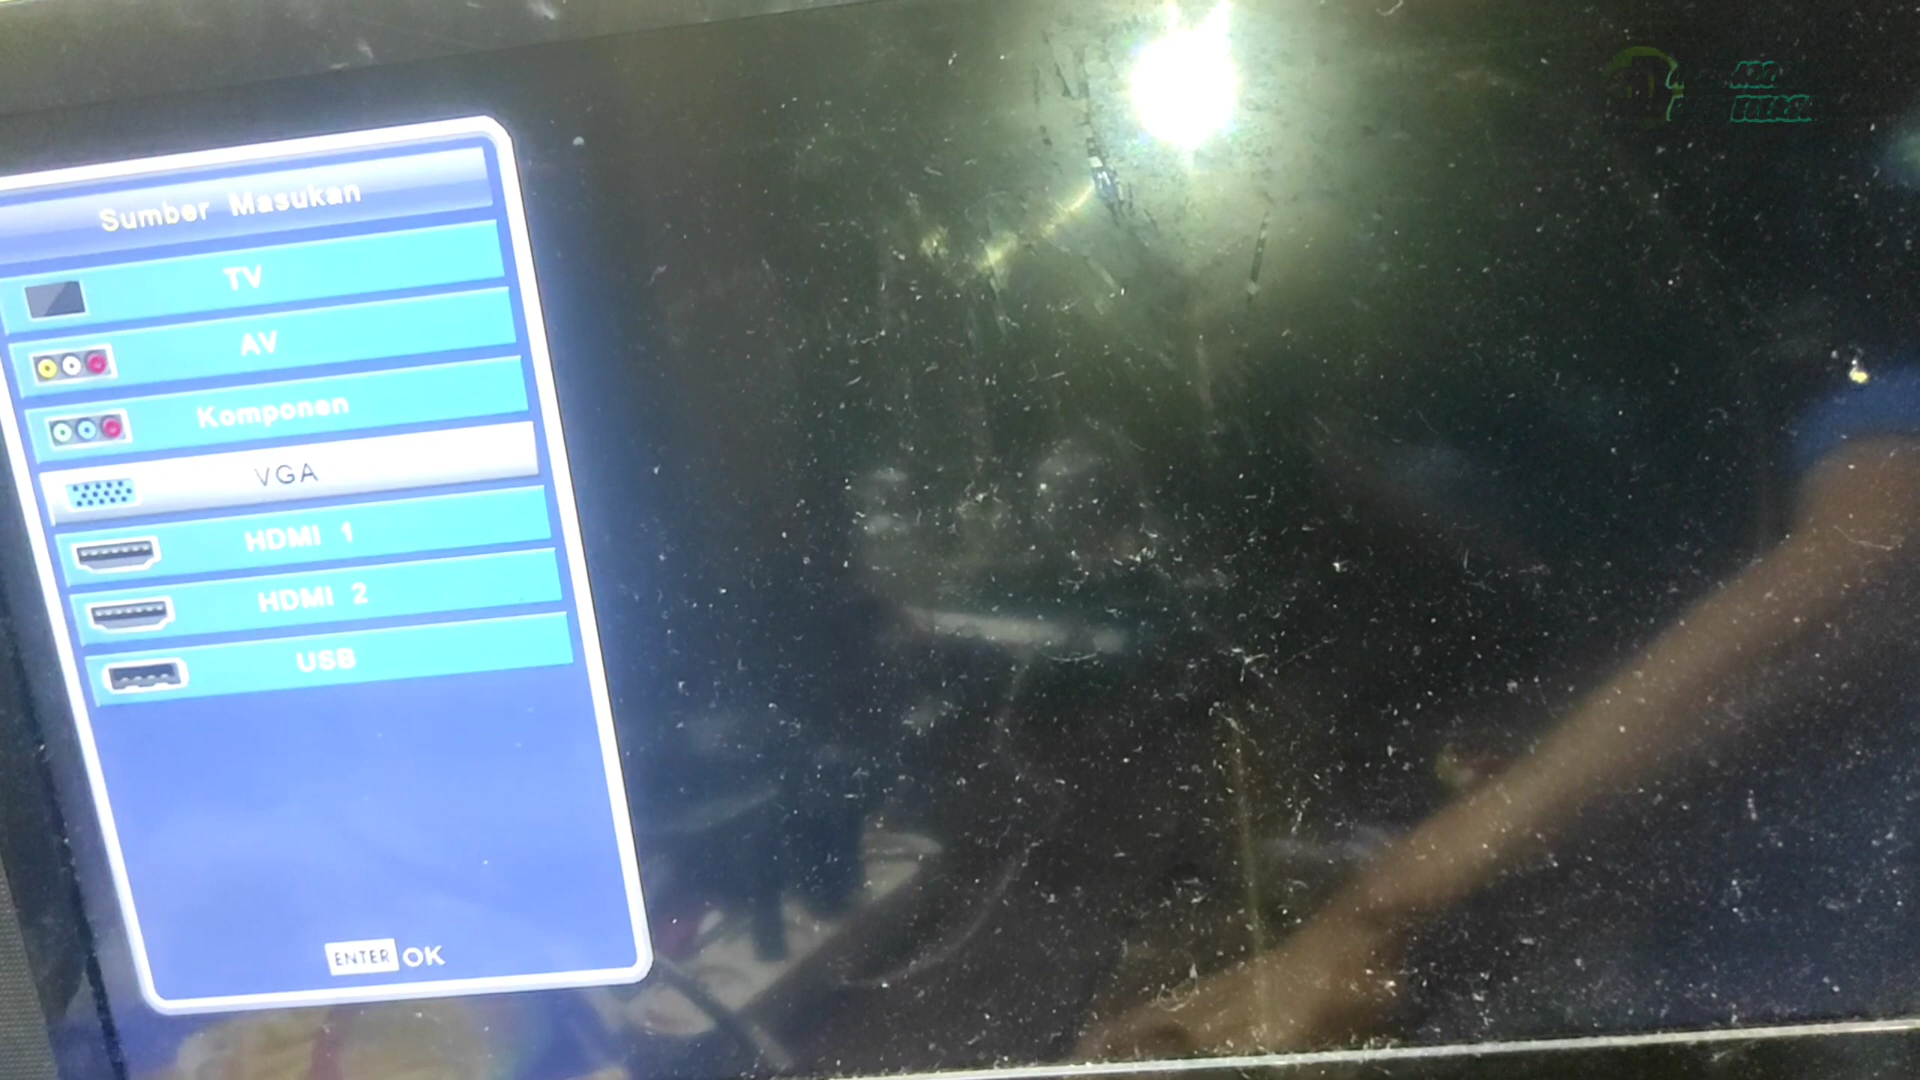 Sumber Masukan
TV
AV
Komponen
VGA
HDMI 1
HDMI 2
USB
ENTER OK